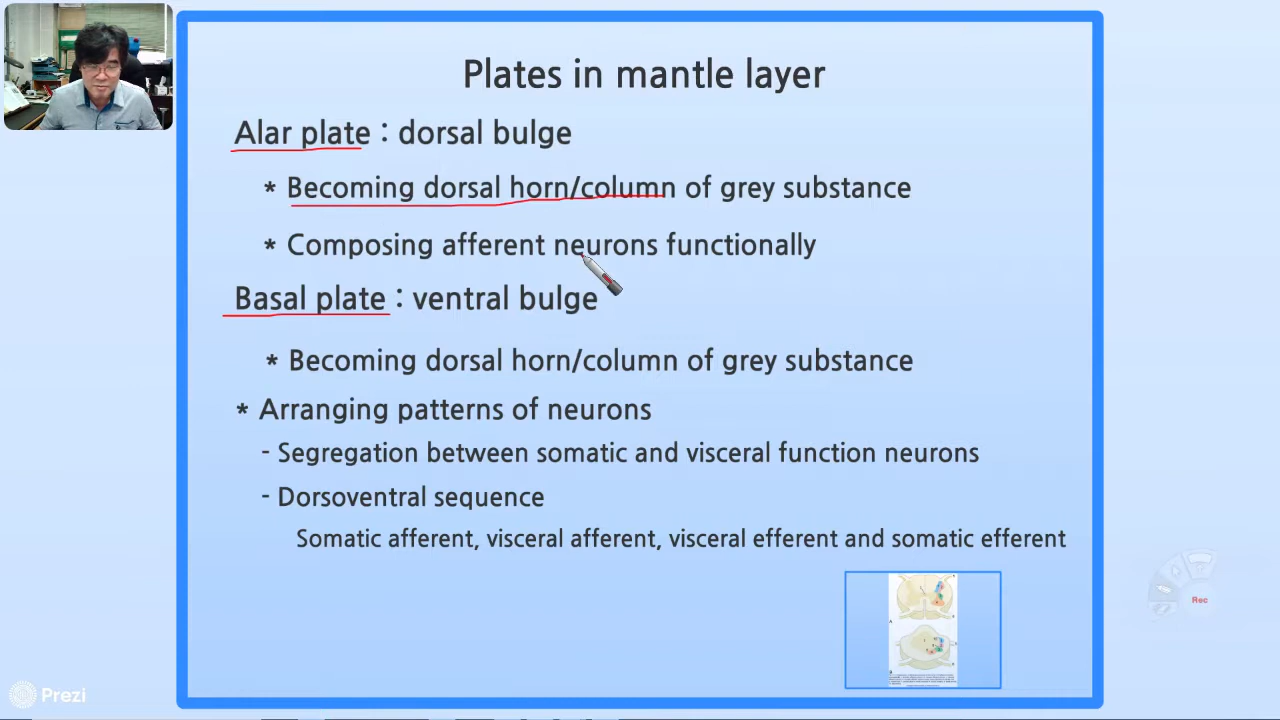 Plates in mantle layer
Alar plate : dorsal bulge
* Becoming dorsal horn/column of grey substance
* Composing afferent neurons functionally
Basal plate : ventral bulge
* Becoming dorsal horn/column of grey substance
* Arranging patterns of neurons
- Segregation between somatic and visceral function neurons
- Dorsoventral sequence
Somatic afferent, visceral afferent, visceral efferent and somatic efferent
Rec
Prezi